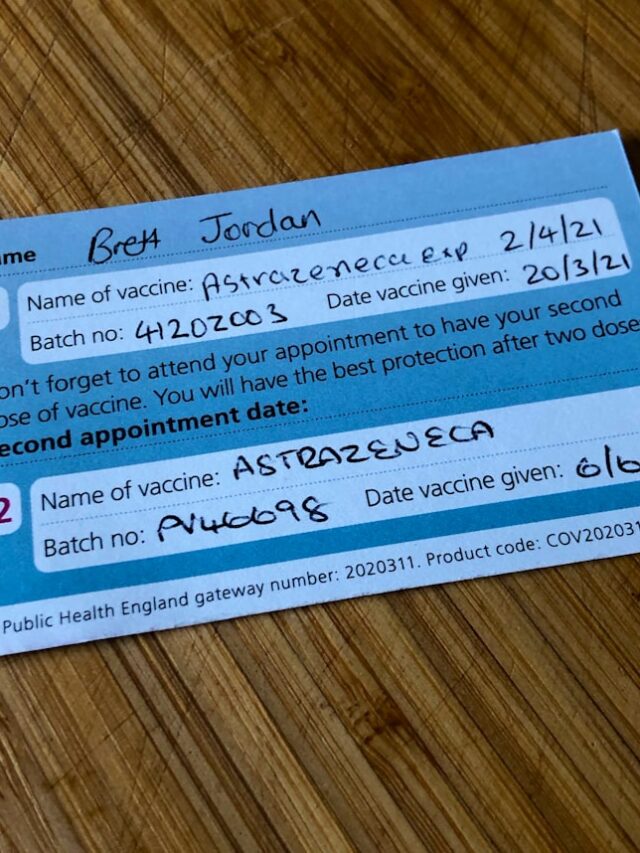 me Brett Jordan
Name of vaccine: Astrazeneca exp 2/4/21
Batch no: 41202003 Date vaccine given: 20/3/21
on't forget to attend your appointment to have your second
ose of vaccine. You will have the best protection after two dose
econd appointment date:
2 Name of vaccine: ASTRAZENECA
Batch no: PV46698 Date vaccine given: 6/6
Public Health England gateway number: 2020311. Product code: COV202031